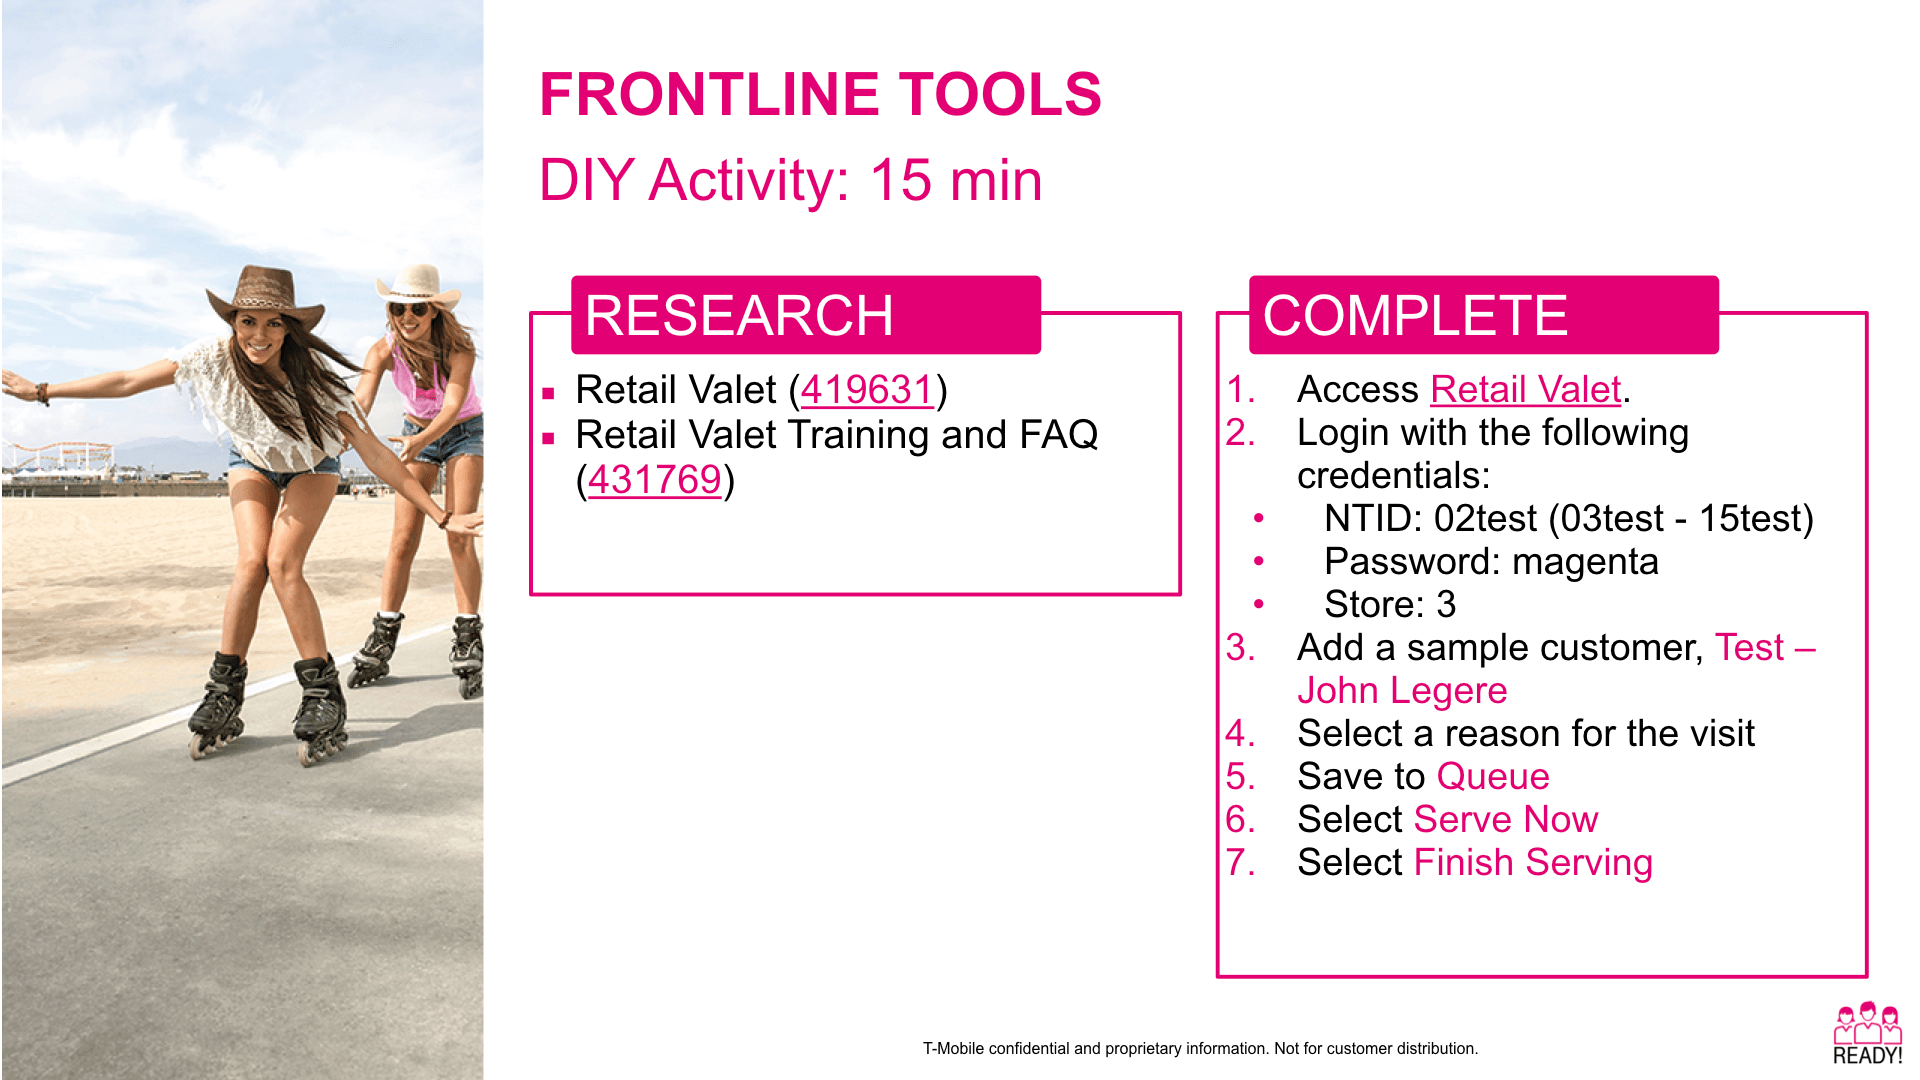 FRONTLINE TOOLS
DIY Activity: 15 min
RESEARCH
▪ Retail Valet (419631)
▪ Retail Valet Training and FAQ
(431769)
COMPLETE
1. Access Retail Valet.
2. Login with the following
credentials:
• NTID: 02test (03test - 15test)
• Password: magenta
• Store: 3
3. Add a sample customer, Test –
John Legere
4. Select a reason for the visit
5. Save to Queue
6. Select Serve Now
7. Select Finish Serving
T-Mobile confidential and proprietary information. Not for customer distribution.
READY!